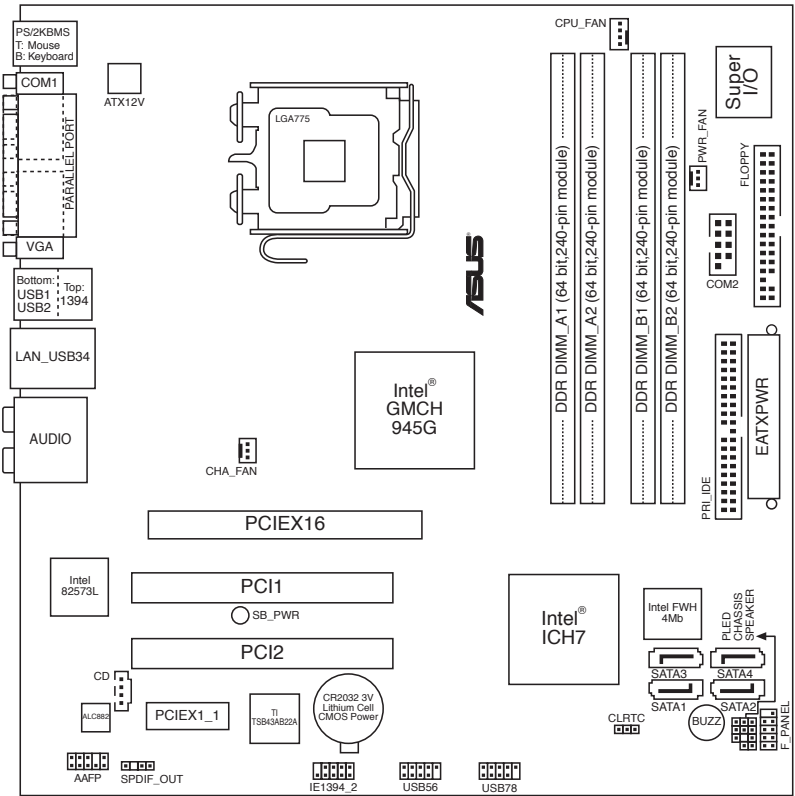 PS/2KBMS
T: Mouse
B: Keyboard
CPU_FAN
COM1
ATX12V
Super
I/O
LGA775
PARALLEL PORT
PWR_FAN
FLOPPY
VGA
COM2
Bottom:
USB1
USB2
Top:
1394
ASUS
DDR DIMM_A1 (64 bit,240-pin module)
DDR DIMM_A2 (64 bit,240-pin module)
DDR DIMM_B1 (64 bit,240-pin module)
DDR DIMM_B2 (64 bit,240-pin module)
LAN_USB34
Intel®
GMCH
945G
AUDIO
CHA_FAN
PRI_IDE
EATXPWR
PCIEX16
Intel
82573L
PCI1
SB_PWR
PCI2
Intel®
ICH7
Intel FWH
4Mb
PLED
CHASSIS
SPEAKER
CD
CR2032 3V
Lithium Cell
CMOS Power
SATA3
SATA4
SATA1
SATA2
ALC882
PCIEX1_1
TI
TSB43AB22A
CLRTC
BUZZ
F_PANEL
AAFP
SPDIF_OUT
IE1394_2
USB56
USB78